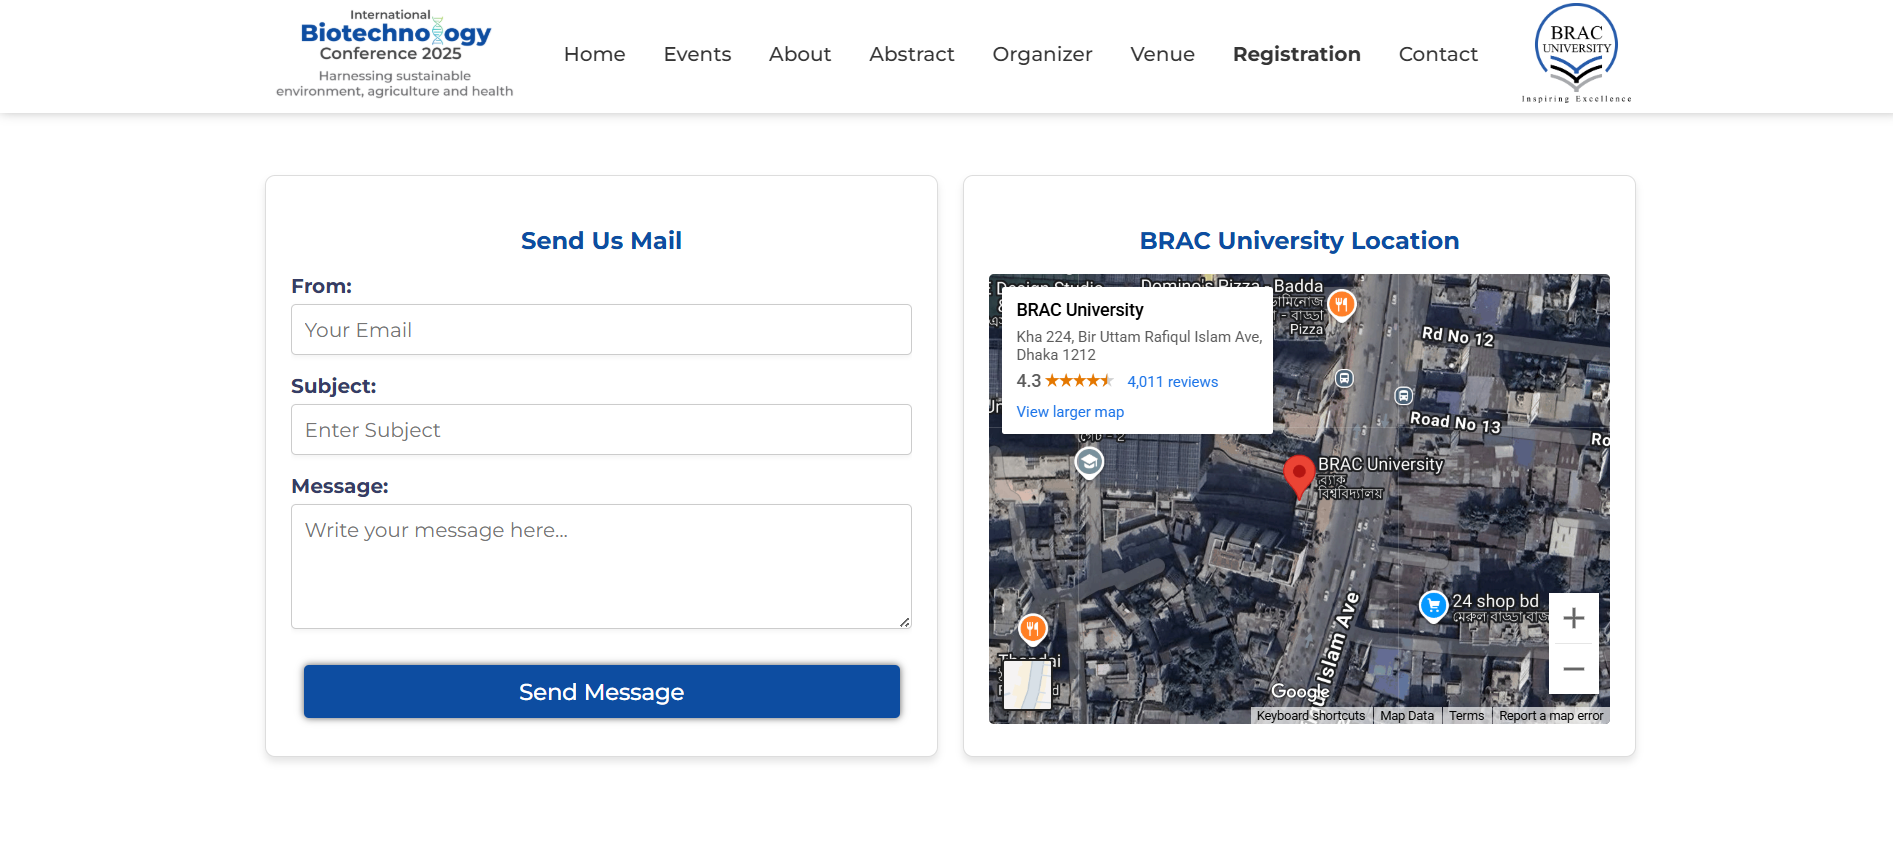 International
Biotechnology
Conference 2025
Harnessing sustainable
environment, agriculture and health
Home
Events
About
Abstract
Organizer
Venue
Registration
Contact
BRAC
UNIVERSITY
Inspiring Excellence
Send Us Mail
From:
Your Email
Subject:
Enter Subject
Message:
Write your message here...
Send Message
BRAC University Location
Domino's Pizza - Badda
- বাড্ডা
Pizza
BRAC University
Kha 224, Bir Uttam Rafiqul Islam Ave,
Dhaka 1212
4.3
4,011 reviews
View larger map
Rd No 12
Road No 13
Ro
BRAC University
ব্র্যাক
বিশ্ববিদ্যালয়
24 shop bd
মেরুল বাড্ডা
Islam Ave
Google
Keyboard shortcuts
Map Data
Terms
Report a map error